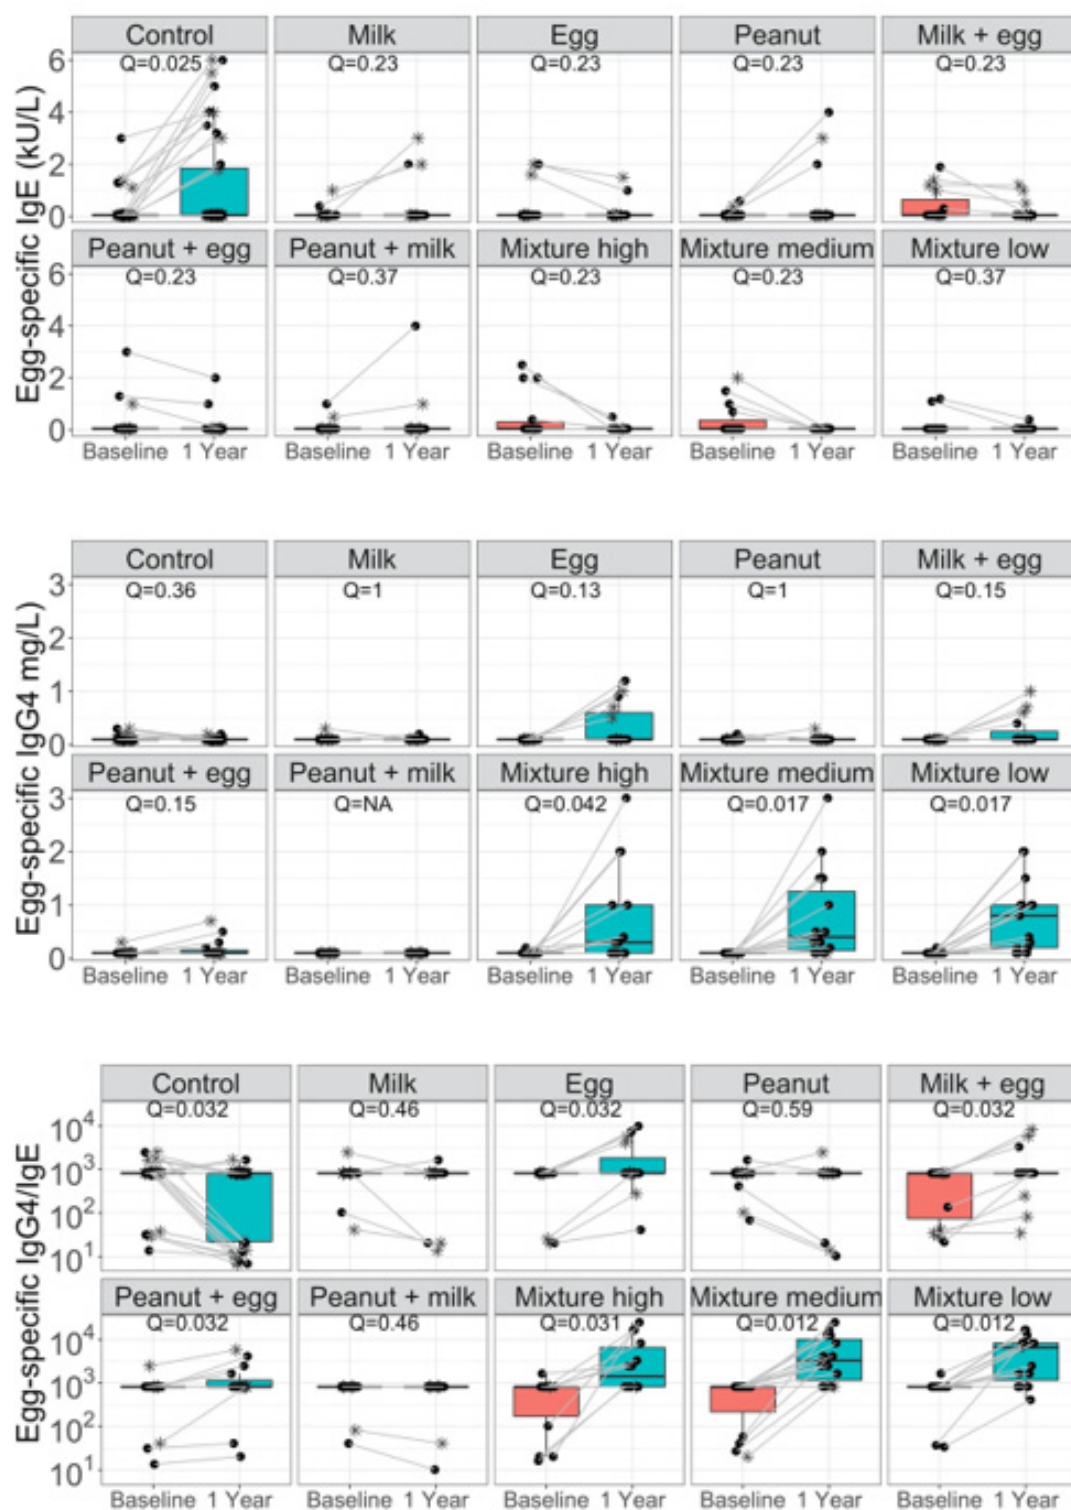 Control Milk Egg Peanut Milk + egg
Q=0.025 Q=0.23 Q=0.23 Q=0.23 Q=0.23
Egg-specific IgE (kU/L)
6
4
2
0
Peanut + egg Peanut + milk Mixture high Mixture medium Mixture low
Q=0.23 Q=0.37 Q=0.23 Q=0.23 Q=0.37
6
4
2
0
Baseline 1 Year Baseline 1 Year Baseline 1 Year Baseline 1 Year Baseline 1 Year
Control Milk Egg Peanut Milk + egg
Q=0.36 Q=1 Q=0.13 Q=1 Q=0.15
Egg-specific IgG4 mg/L)
3
2
1
0
Peanut + egg Peanut + milk Mixture high Mixture medium Mixture low
Q=0.15 Q=NA Q=0.042 Q=0.017 Q=0.017
3
2
1
0
Baseline 1 Year Baseline 1 Year Baseline 1 Year Baseline 1 Year Baseline 1 Year
Control Milk Egg Peanut Milk + egg
Q=0.032 Q=0.46 Q=0.032 Q=0.59 Q=0.032
Egg-specific IgG4/IgE
10⁴
10³
10²
10¹
Peanut + egg Peanut + milk Mixture high Mixture medium Mixture low
Q=0.032 Q=0.46 Q=0.031 Q=0.012 Q=0.012
10⁴
10³
10²
10¹
Baseline 1 Year Baseline 1 Year Baseline 1 Year Baseline 1 Year Baseline 1 Year